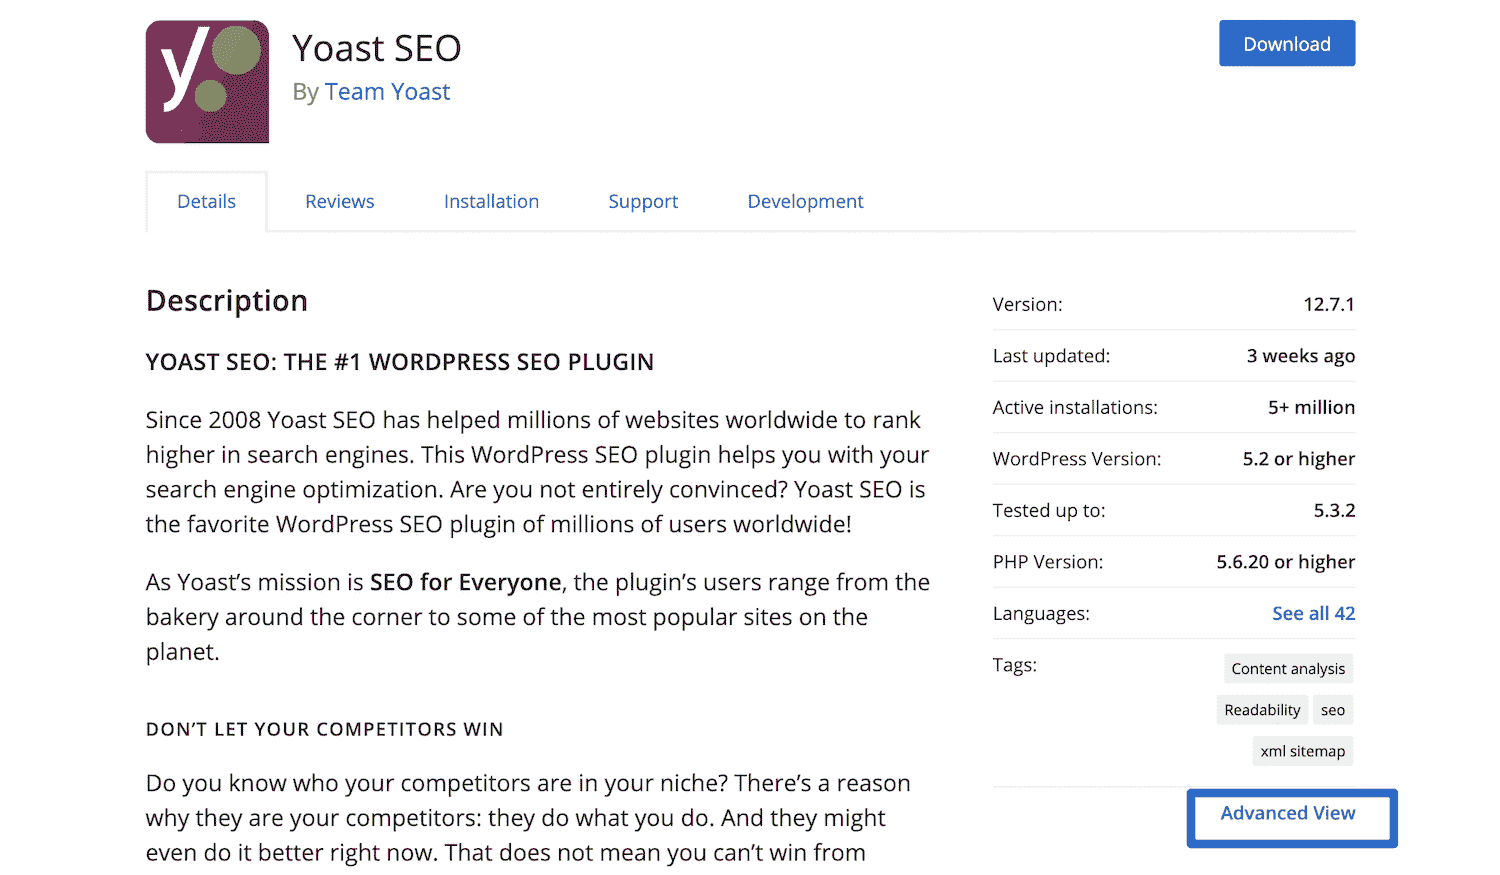 yo
Yoast SEO
By Team Yoast
Download
Details
Reviews
Installation
Support
Development
Description
YOAST SEO: THE #1 WORDPRESS SEO PLUGIN
Since 2008 Yoast SEO has helped millions of websites worldwide to rank
higher in search engines. This WordPress SEO plugin helps you with your
search engine optimization. Are you not entirely convinced? Yoast SEO is
the favorite WordPress SEO plugin of millions of users worldwide!
As Yoast’s mission is SEO for Everyone, the plugin’s users range from the
bakery around the corner to some of the most popular sites on the
planet.
DON’T LET YOUR COMPETITORS WIN
Do you know who your competitors are in your niche? There’s a reason
why they are your competitors: they do what you do. And they might
even do it better right now. That does not mean you can’t win from
Version: 12.7.1
Last updated: 3 weeks ago
Active installations: 5+ million
WordPress Version: 5.2 or higher
Tested up to: 5.3.2
PHP Version: 5.6.20 or higher
Languages: See all 42
Tags: Content analysis
Readability seo
xml sitemap
Advanced View